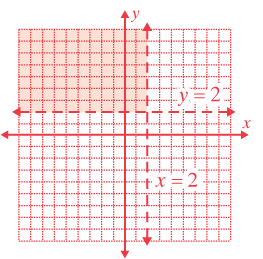 y
y = 2
x
x = 2